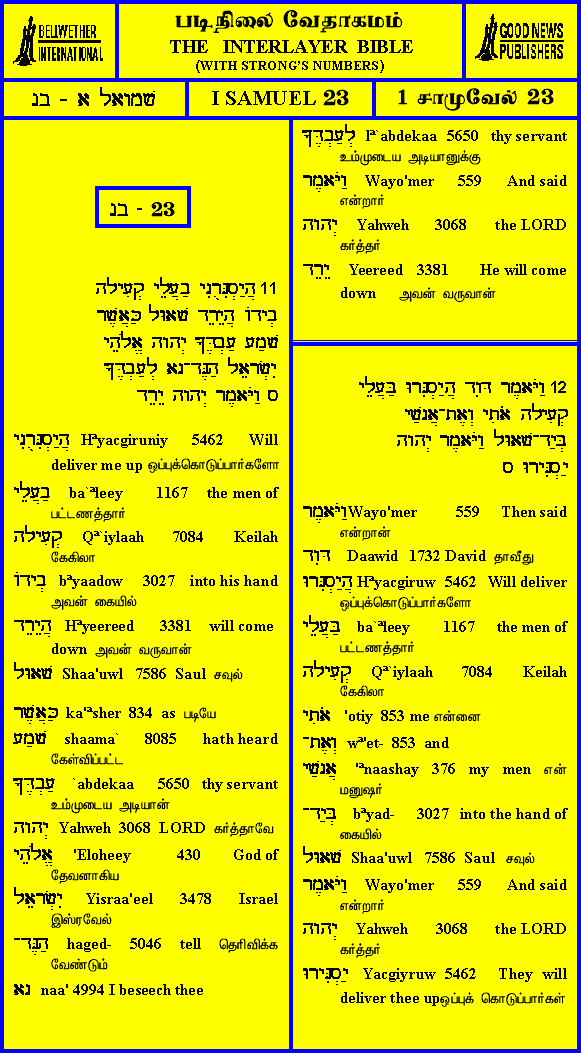 BELLWETHER
INTERNATIONAL
படிநிலை வேதாகமம்
THE INTERLAYER BIBLE
(WITH STRONG'S NUMBERS)
GOOD NEWS
PUBLISHERS
שמואל א - בנ
I SAMUEL 23
1 சாமுவேல் 23
בנ - 23
11 הֲיַסְגִּרֻנִי בַעֲלֵי קְעִילָה
בְיָדוֹ הֲיֵרֵד שָׁאוּל כַּאֲשֶׁר
שָׁמַע עַבְדֶּךָ יְהוָה אֱלֹהֵי
יִשְׂרָאֵל הַגֶּד־נָא לְעַבְדֶּךָ
ס וַיֹּאמֶר יְהוָה יֵרֵד
הֲיַסְגִּרֻנִי Hªyacgiruniy 5462 Will
deliver me up ஒப்புக்கொடுப்பார்களோ
בַעֲלֵי ba`ªleey 1167 the men of
பட்டணத்தார்
קְעִילָה Qª`iylaah 7084 Keilah
கேகிலா
בְיָדוֹ bªyaadow 3027 into his hand
அவன் கையில்
הֲיֵרֵד Hªyeereed 3381 will come
down அவன் வருவான்
שָׁאוּל Shaa'uwl 7586 Saul சவுல்
כַּאֲשֶׁר ka'ªsher 834 as படியே
שָׁמַע shaama` 8085 hath heard
கேள்விப்பட்ட
עַבְדֶּךָ `abdekaa 5650 thy servant
உம்முடைய அடியான்
יְהוָה Yahweh 3068 LORD கர்த்தாவே
אֱלֹהֵי 'Eloheey 430 God of
தேவனாகிய
יִשְׂרָאֵל Yisraa'eel 3478 Israel
இஸ்ரவேல்
הַגֶּד־ haged- 5046 tell தெரிவிக்க
வேண்டும்
נָא naa' 4994 I beseech thee
לְעַבְדֶּךָ lª`abdekaa 5650 thy servant
உம்முடைய அடியானுக்கு
וַיֹּאמֶר Wayo'mer 559 And said
என்றார்
יְהוָה Yahweh 3068 the LORD
கர்த்தர்
יֵרֵד Yeereed 3381 He will come
down அவன் வருவான்
12 וַיֹּאמֶר דָּוִד הֲיַסְגִּרוּ בַּעֲלֵי
קְעִילָה אֹתִי וְאֶת־אֲנָשַׁי
בְּיַד־שָׁאוּל וַיֹּאמֶר יְהוָה
יַסְגִּירוּ ס
וַיֹּאמֶר Wayo'mer 559 Then said
என்றான்
דָּוִד Daawid 1732 David தாவீது
הֲיַסְגִּרוּ Hªyacgiruw 5462 Will deliver
ஒப்புக்கொடுப்பார்களோ
בַּעֲלֵי ba`ªleey 1167 the men of
பட்டணத்தார்
קְעִילָה Qª`iylaah 7084 Keilah
கேகிலா
אֹתִי 'otiy 853 me என்னை
וְאֶת־ wª'et- 853 and
אֲנָשַׁי 'ªnaashay 376 my men என்
மனுஷர்
בְּיַד־ bªyad- 3027 into the hand of
கையில்
שָׁאוּל Shaa'uwl 7586 Saul சவுல்
וַיֹּאמֶר Wayo'mer 559 And said
என்றார்
יְהוָה Yahweh 3068 the LORD
கர்த்தர்
יַסְגִּירוּ Yacgiyruw 5462 They will
deliver thee up ஒப்புக் கொடுப்பார்கள்